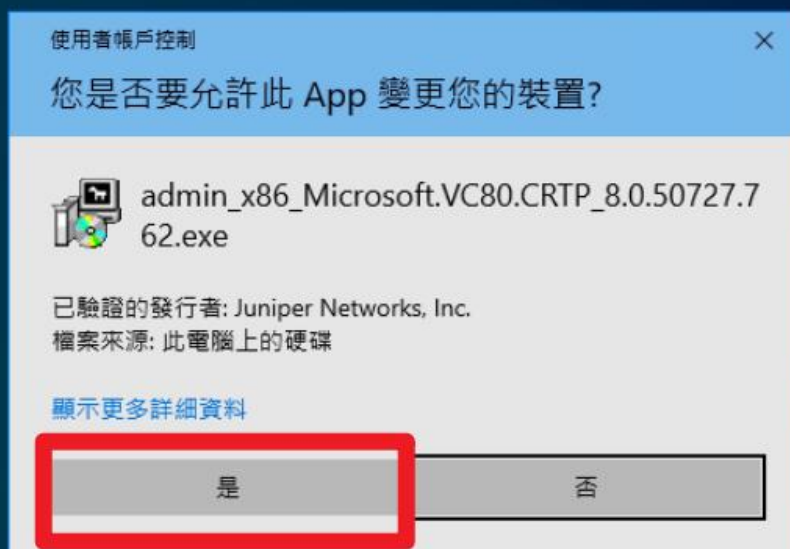 使用者帳戶控制
您是否要允許此 App 變更您的裝置?
admin_x86_Microsoft.VC80.CRTP_8.0.50727.7
62.exe
已驗證的發行者: Juniper Networks, Inc.
檔案來源: 此電腦上的硬碟
顯示更多詳細資料
是
否